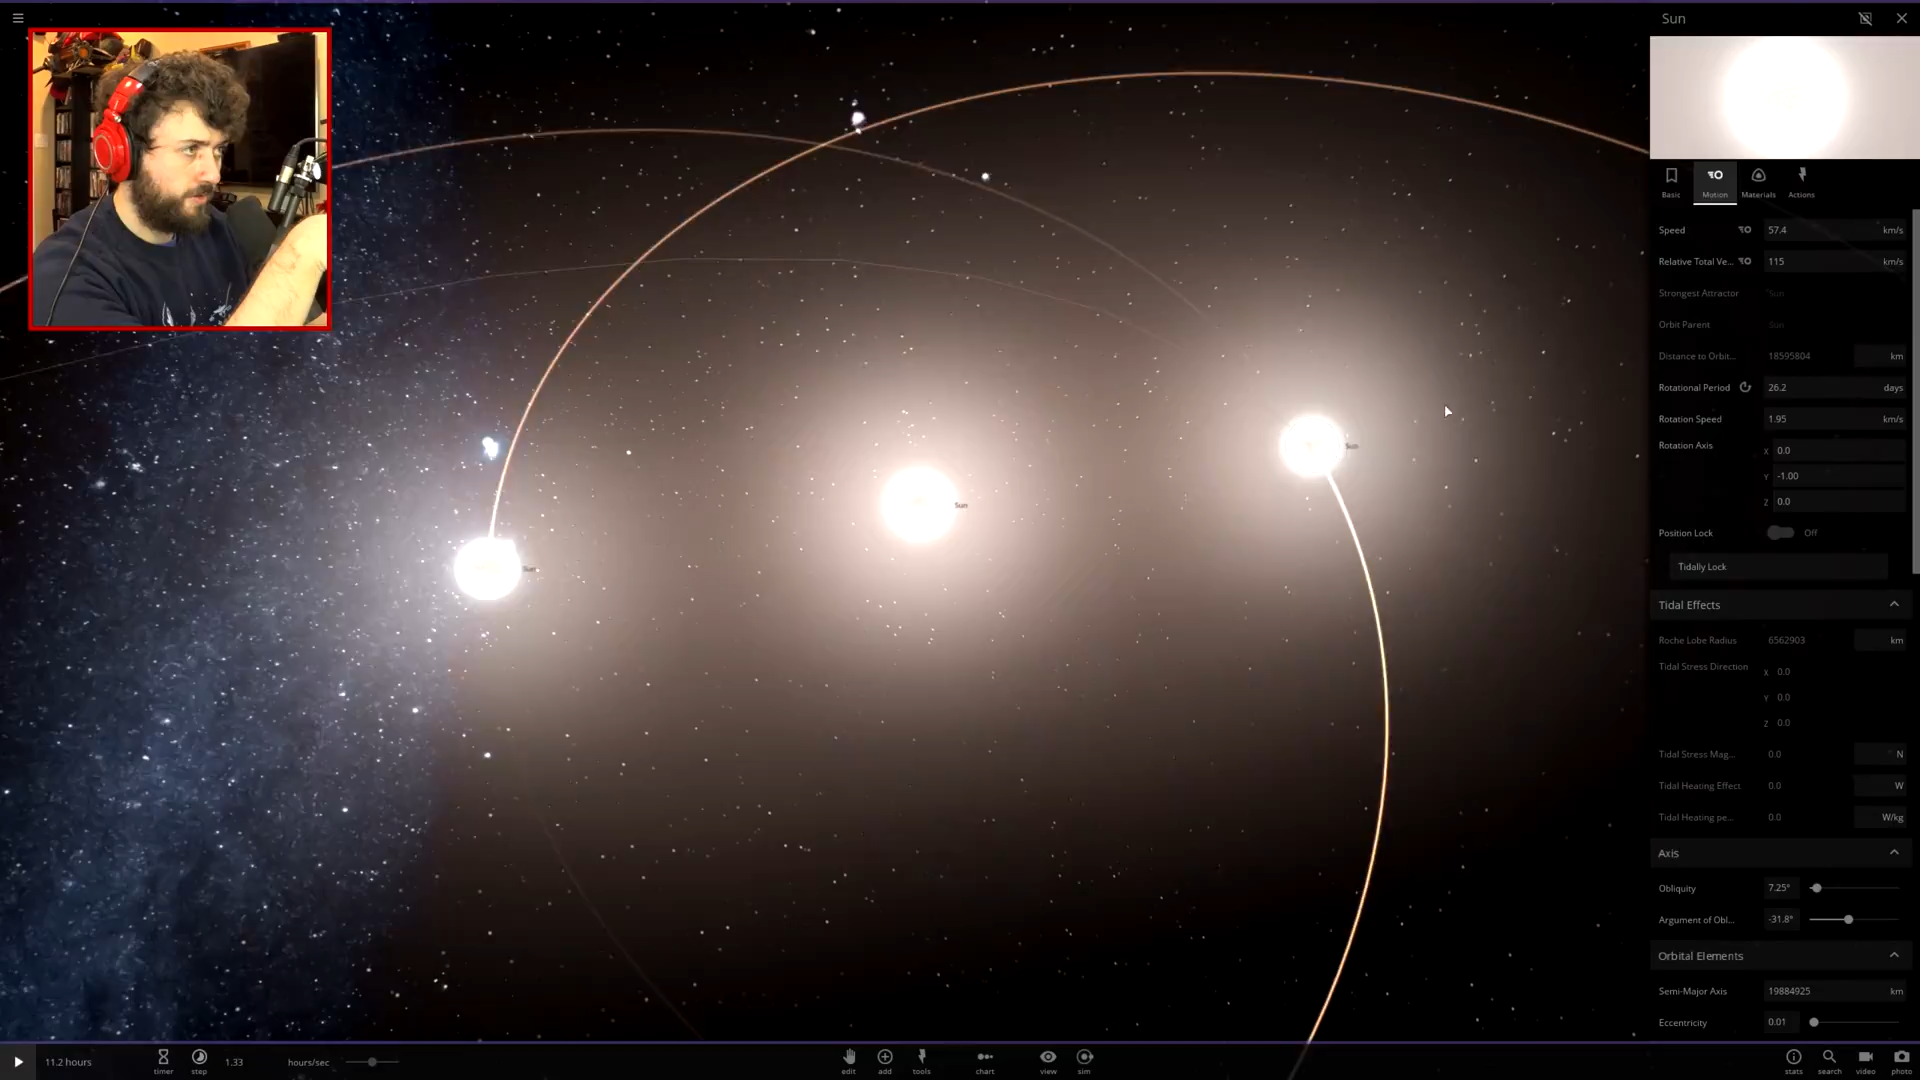 Sun
Basic
Motion
Materials
Actions
Speed 57.4 km/s
Relative Total Ve... 115 km/s
Strongest Attractor Sun
Orbit Parent Sun
Distance to Orbit... 18595804 km
Rotational Period 26.2 days
Rotation Speed 1.95 km/s
Rotation Axis X 0.0
Y -1.00
Z 0.0
Position Lock Off
Tidally Lock
Tidal Effects
Roche Lobe Radius 6562903 km
Tidal Stress Direction X 0.0
Y 0.0
Z 0.0
Tidal Stress Mag... 0.0 N
Tidal Heating Effect 0.0 W
Tidal Heating pe... 0.0 W/kg
Axis
Obliquity 7.25°
Argument of Obl... -31.8°
Orbital Elements
Semi-Major Axis 19884925 km
Eccentricity 0.01
Sun
Sun
Sun
11.2 hours
timer
step
1.33 hours/sec
edit
add
tools
chart
view
sim
stats
search
video
photo